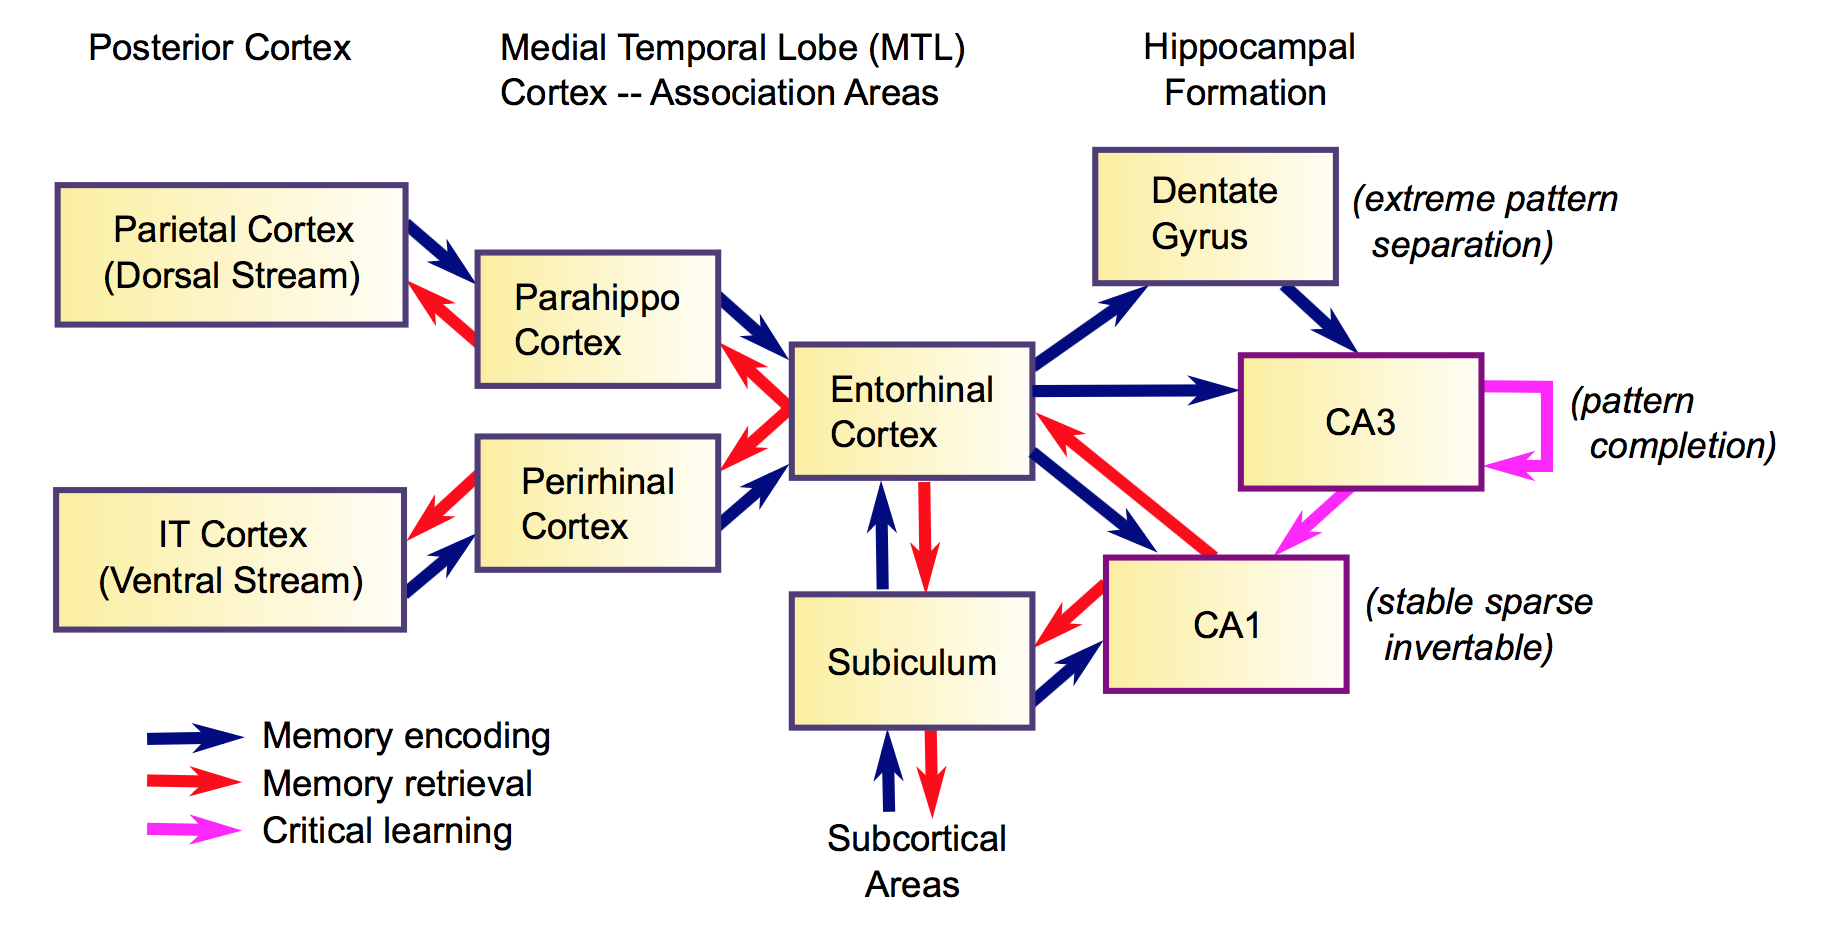 Posterior Cortex
Medial Temporal Lobe (MTL)
Cortex -- Association Areas
Hippocampal
Formation
Parietal Cortex
(Dorsal Stream)
Parahippo
Cortex
Entorhinal
Cortex
Dentate
Gyrus
(extreme pattern
separation)
CA3
(pattern
completion)
IT Cortex
(Ventral Stream)
Perirhinal
Cortex
Subiculum
CA1
(stable sparse
invertable)
Memory encoding
Memory retrieval
Critical learning
Subcortical
Areas